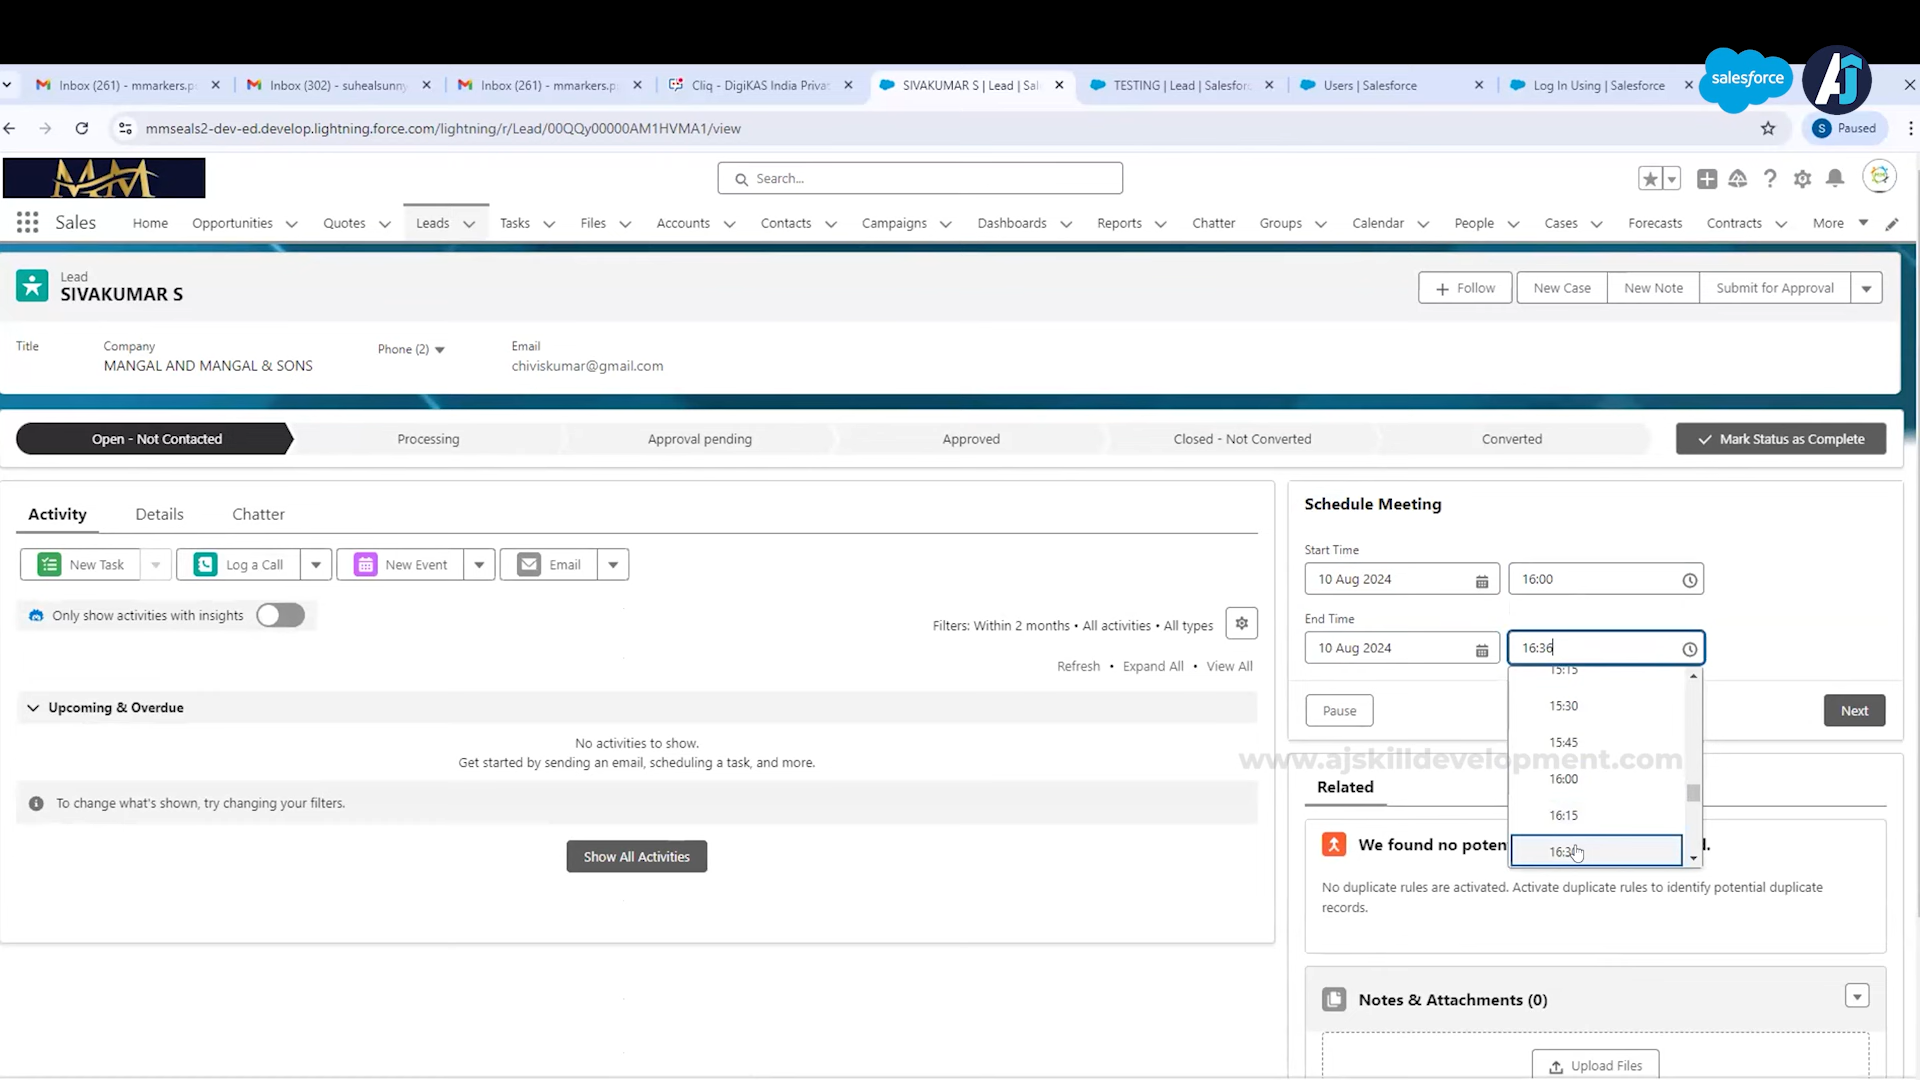 salesforce
AJ
Inbox (261) - mmarkers.p
Inbox (302) - suhealsunny
Inbox (261) - mmarkers.p
Cliq - DigiKAS India Priva
SIVAKUMAR S | Lead | Sal
TESTING | Lead | Salesforc
Users | Salesforce
Log In Using | Salesforce
mmseals2-dev-ed.develop.lightning.force.com/lightning/r/Lead/00QQy00000AM1HVMA1/view
S Paused
MM
Search...
Sales
Home Opportunities Quotes Leads Tasks Files Accounts Contacts Campaigns Dashboards Reports Chatter Groups Calendar People Cases Forecasts Contracts More
Lead
SIVAKUMAR S
Follow New Case New Note Submit for Approval
Title Company Phone (2) Email
MANGAL AND MANGAL & SONS chiviskumar@gmail.com
Open - Not Contacted Processing Approval pending Approved Closed - Not Converted Converted Mark Status as Complete
Activity Details Chatter
New Task Log a Call New Event Email
Only show activities with insights
Filters: Within 2 months • All activities • All types
Refresh • Expand All • View All
Upcoming & Overdue
No activities to show.
Get started by sending an email, scheduling a task, and more.
To change what's shown, try changing your filters.
Show All Activities
Schedule Meeting
Start Time
10 Aug 2024 16:00
End Time
10 Aug 2024 16:36
15:15
15:30
15:45
16:00
16:15
Pause Next
www.ajskilldevelopment.com
Related
We found no
No duplicate rules are activated. Activate duplicate rules to identify potential duplicate
records.
Notes & Attachments (0)
Upload Files